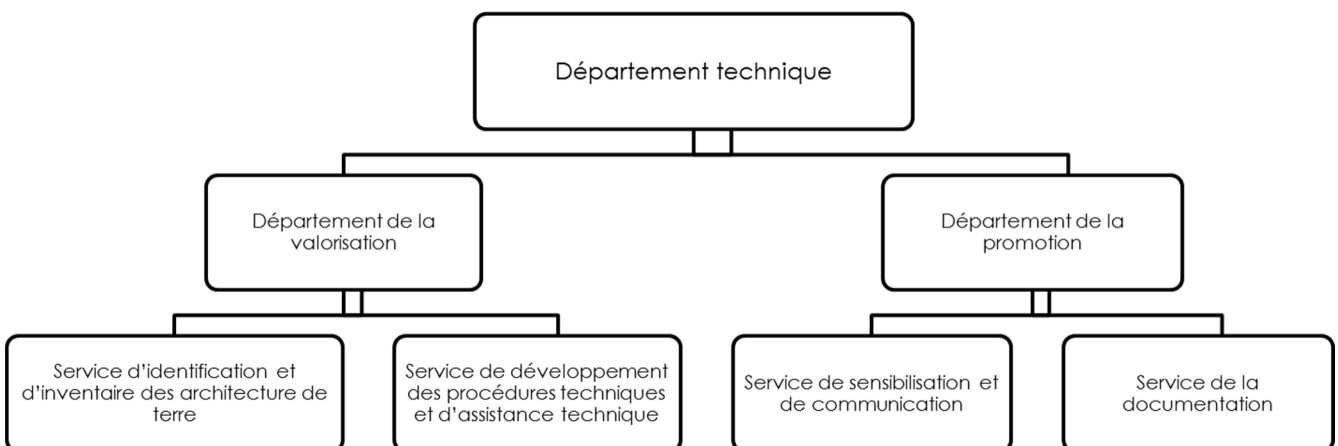 Département technique
Département de la
valorisation
Département de la
promotion
Service d'identification et
d'inventaire des architecture de
terre
Service de développement
des procédures techniques
et d'assistance technique
Service de sensibilisation et
de communication
Service de la
documentation